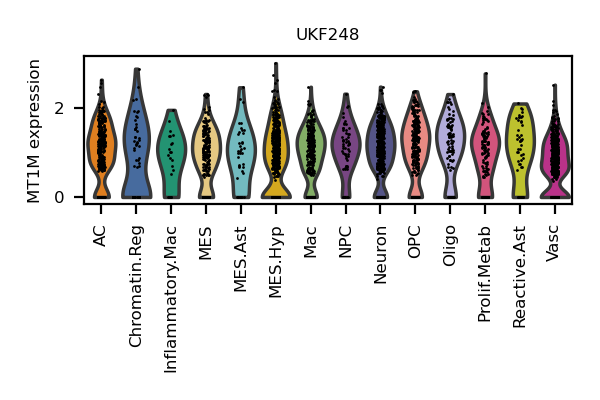 UKF248
MT1M expression
2
0
AC
Chromatin.Reg
Inflammatory.Mac
MES
MES.Ast
MES.Hyp
Mac
NPC
Neuron
OPC
Oligo
Prolif.Metab
Reactive.Ast
Vasc